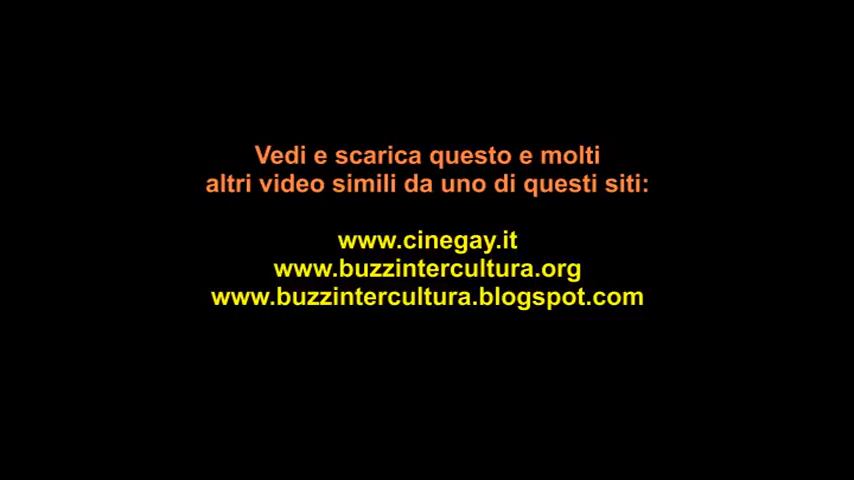 Vedi e scarica questo e molti
altri video simili da uno di questi siti:
www.cinegay.it
www.buzzintercultura.org
www.buzzintercultura.blogspot.com